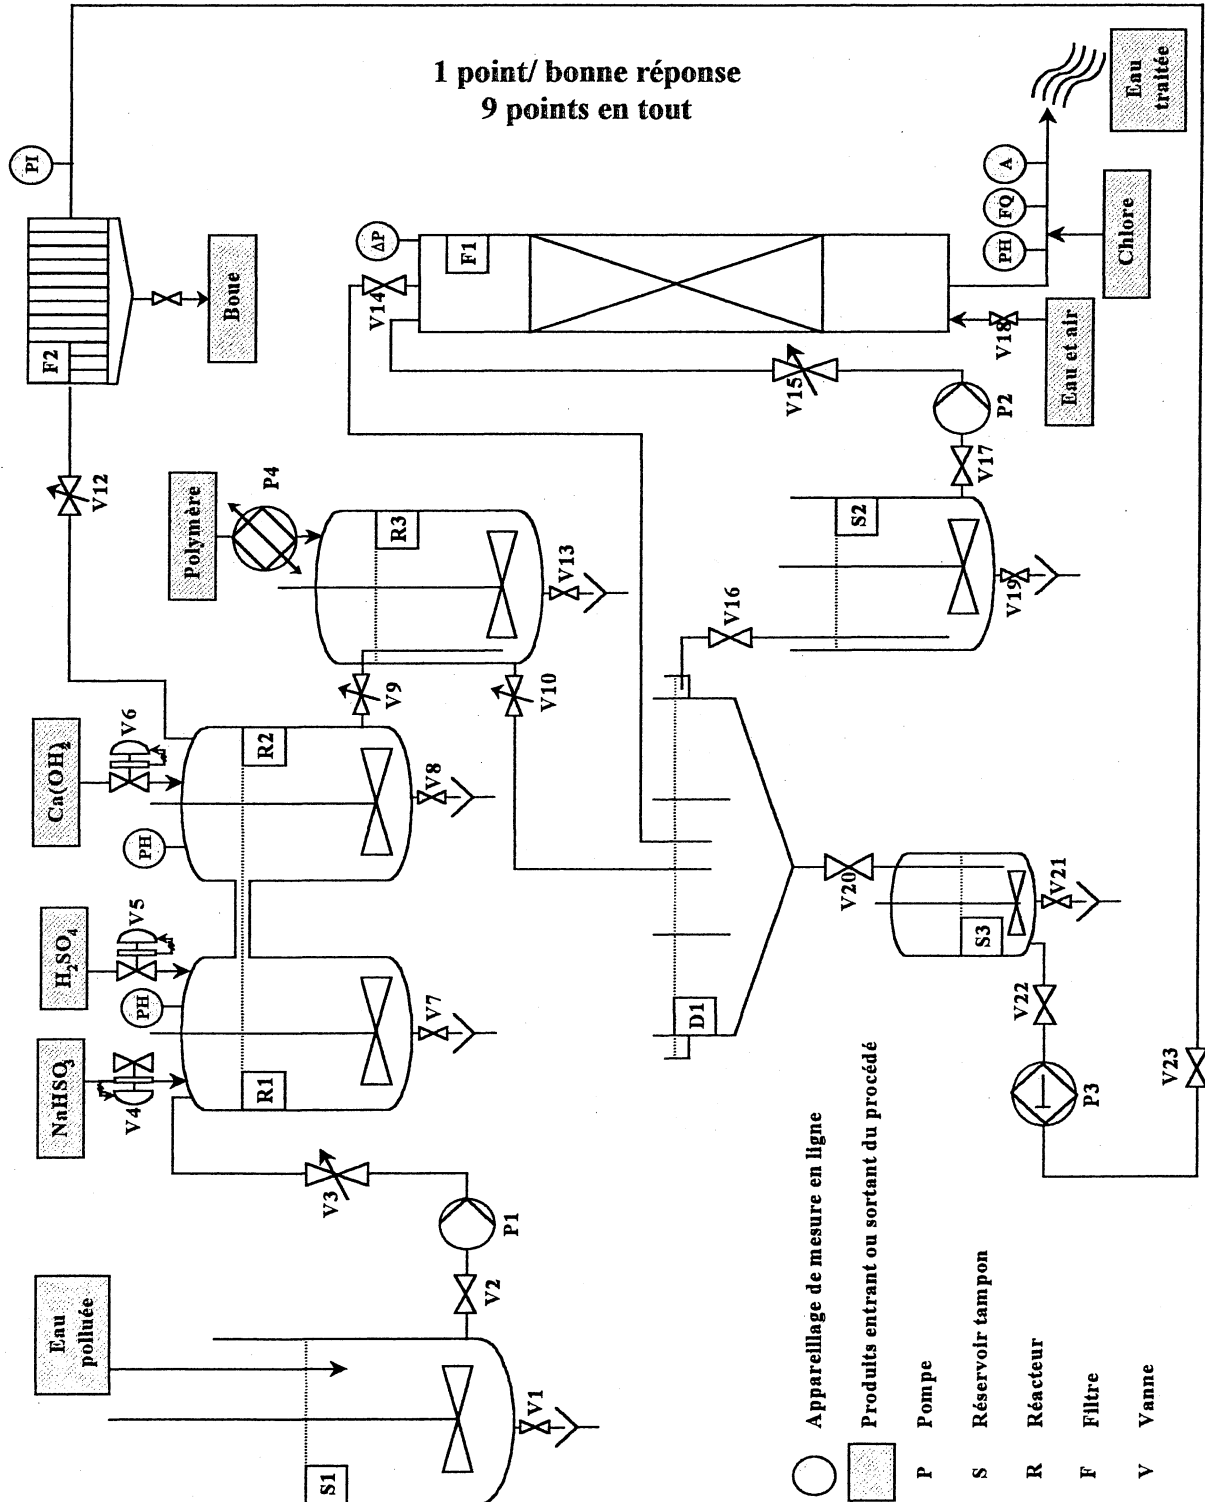 1 point/ bonne réponse
9 points en tout
PI
F2
Boue
V12
Polymère
P4
R3
V13
V9
V10
Ca(OH)₂
V6
PH
R2
V8
H₂SO₄
V5
PH
NaHSO₃
V4
R1
V7
V3
P1
V2
Eau
polluée
S1
V1
ΔP
V14
F1
V15
P2
V17
V18
Eau et air
PH
FQ
A
Chlore
Eau
traitée
S2
V16
V19
D1
V20
S3
V21
V22
P3
V23
Appareillage de mesure en ligne
Produits entrant ou sortant du procédé
P Pompe
S Réservoir tampon
R Réacteur
F Filtre
V Vanne